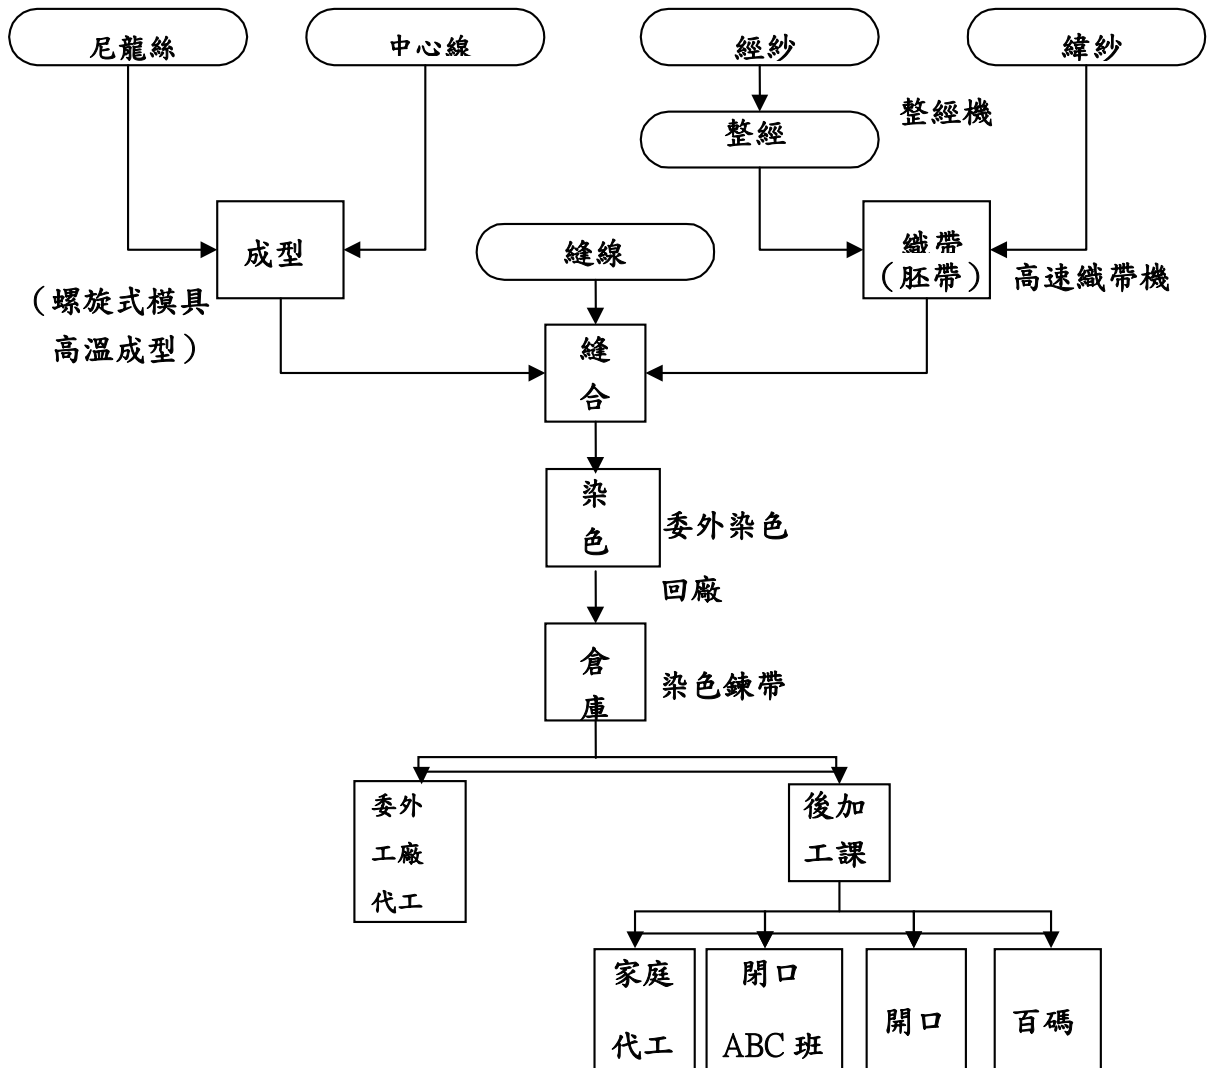 尼龍絲
中心線
經紗
緯紗
整經
整經機
成型
縫線
織帶
（胚帶）
高速織帶機
（螺旋式模具
高溫成型）
縫
合
染
色
委外染色
回廠
倉
庫
染色鍊帶
委外
工廠
代工
後加
工課
家庭
代工
閉口
ABC 班
開口
百碼